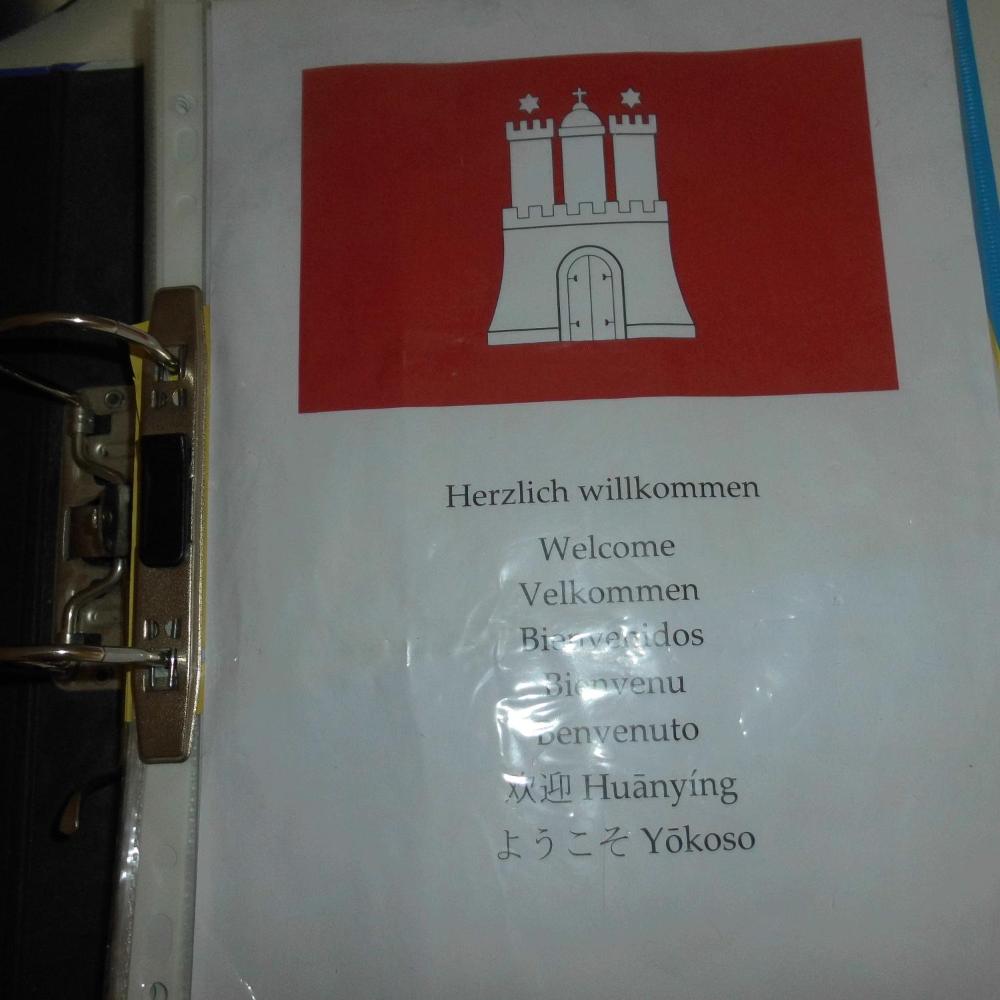 Herzlich willkommen
Welcome
Velkommen
Bienvenidos
Bienvenu
Benvenuto
欢迎 Huānyíng
ようこそ Yōkoso